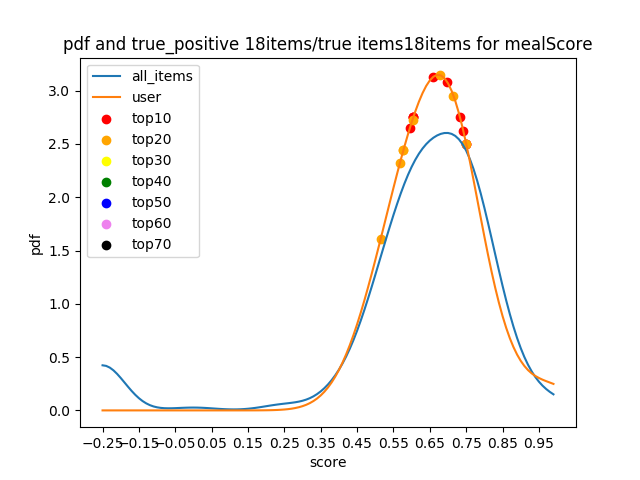 pdf and true_positive 18items/true items18items for mealScore
all_items
user
top10
top20
top30
top40
top50
top60
top70
pdf
3.0
2.5
2.0
1.5
1.0
0.5
0.0
−0.25 −0.15 −0.05 0.05 0.15 0.25 0.35 0.45 0.55 0.65 0.75 0.85 0.95
score